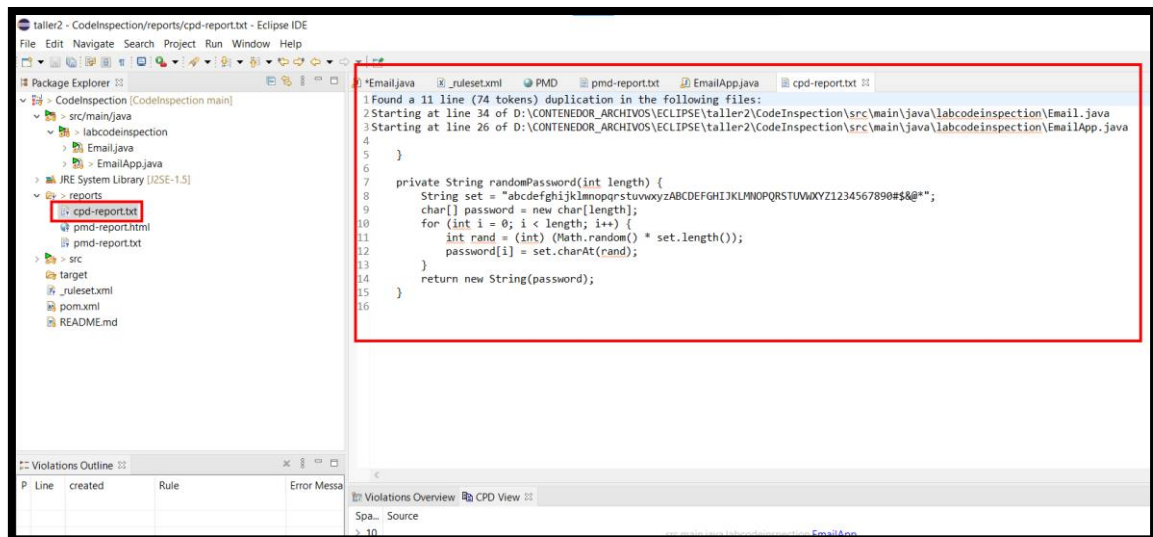 taller2 - CodeInspection/reports/cpd-report.txt - Eclipse IDE
File Edit Navigate Search Project Run Window Help
Package Explorer
*Email.java _ruleset.xml PMD pmd-report.txt EmailApp.java cpd-report.txt
> CodeInspection [CodeInspection main]
> src/main/java
> labcodeinspection
> Email.java
> EmailApp.java
JRE System Library [J2SE-1.5]
> reports
cpd-report.txt
pmd-report.html
pmd-report.txt
> src
target
_ruleset.xml
pom.xml
README.md
1 Found a 11 line (74 tokens) duplication in the following files:
2 Starting at line 34 of D:\CONTENEDOR_ARCHIVOS\ECLIPSE\taller2\CodeInspection\src\main\java\labcodeinspection\Email.java
3 Starting at line 26 of D:\CONTENEDOR_ARCHIVOS\ECLIPSE\taller2\CodeInspection\src\main\java\labcodeinspection\EmailApp.java
4
5 }
6
7 private String randomPassword(int length) {
8 String set = "abcdefghijklmnopqrstuvwxyzABCDEFGHIJKLMNOPQRSTUVWXYZ1234567890#$&@*";
9 char[] password = new char[length];
10 for (int i = 0; i < length; i++) {
11 int rand = (int) (Math.random() * set.length());
12 password[i] = set.charAt(rand);
13 }
14 return new String(password);
15 }
16
Violations Outline
P Line created Rule Error Messa
Violations Overview CPD View
Spa... Source
> 10 src.main.java.labcodeinspection.EmailApp